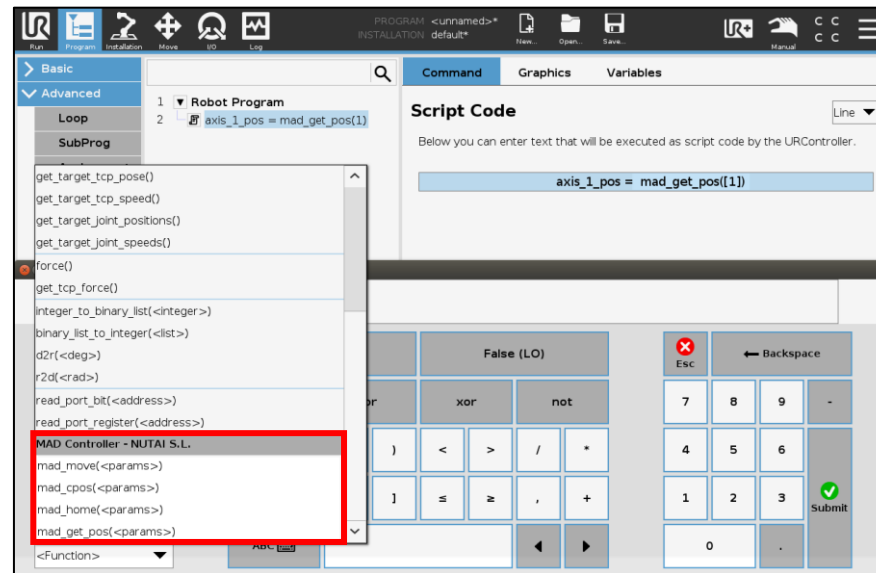 PROGRAM <unnamed>*
INSTALLATION default*
Run Program Installation Move I/O Log New... Open... Save... UR+ Manual C C C C
Basic
Advanced
Loop
SubProg
1 Robot Program
2 axis_1_pos = mad_get_pos(1)
Command Graphics Variables
Script Code
Line
Below you can enter text that will be executed as script code by the URController.
axis_1_pos = mad_get_pos([1])
get_target_tcp_pose()
get_target_tcp_speed()
get_target_joint_positions()
get_target_joint_speeds()
force()
get_tcp_force()
integer_to_binary_list(<integer>)
binary_list_to_integer(<list>)
d2r(<deg>)
r2d(<rad>)
read_port_bit(<address>)
read_port_register(<address>)
MAD Controller - NUTAI S.L.
mad_move(<params>)
mad_cpos(<params>)
mad_home(<params>)
mad_get_pos(<params>)
<Function>
False (LO) Esc Backspace
xor not 7 8 9 -
) < > / * 4 5 6
] ≤ ≥ , + 1 2 3 Submit
ABC 0 .